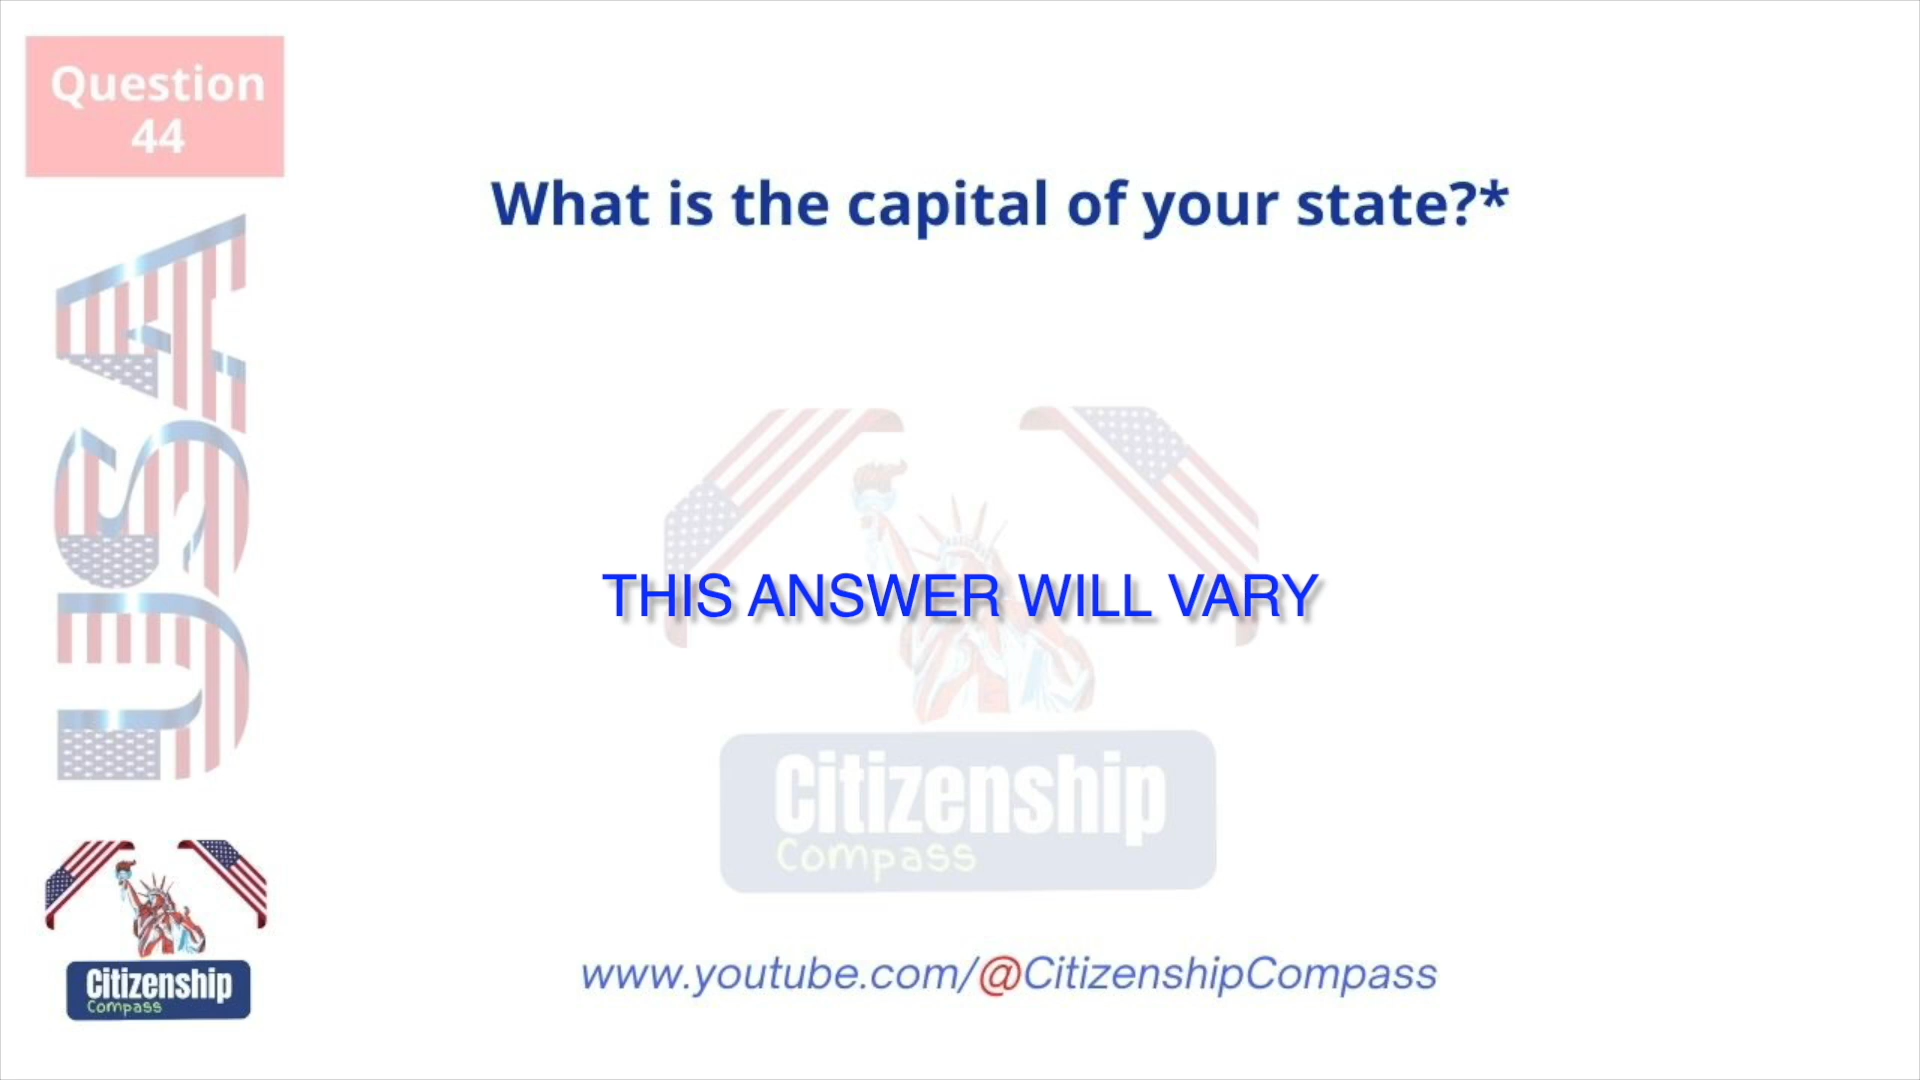 Question
44
What is the capital of your state?*
USA
THIS ANSWER WILL VARY
Citizenship
Compass
Citizenship
Compass
www.youtube.com/@CitizenshipCompass